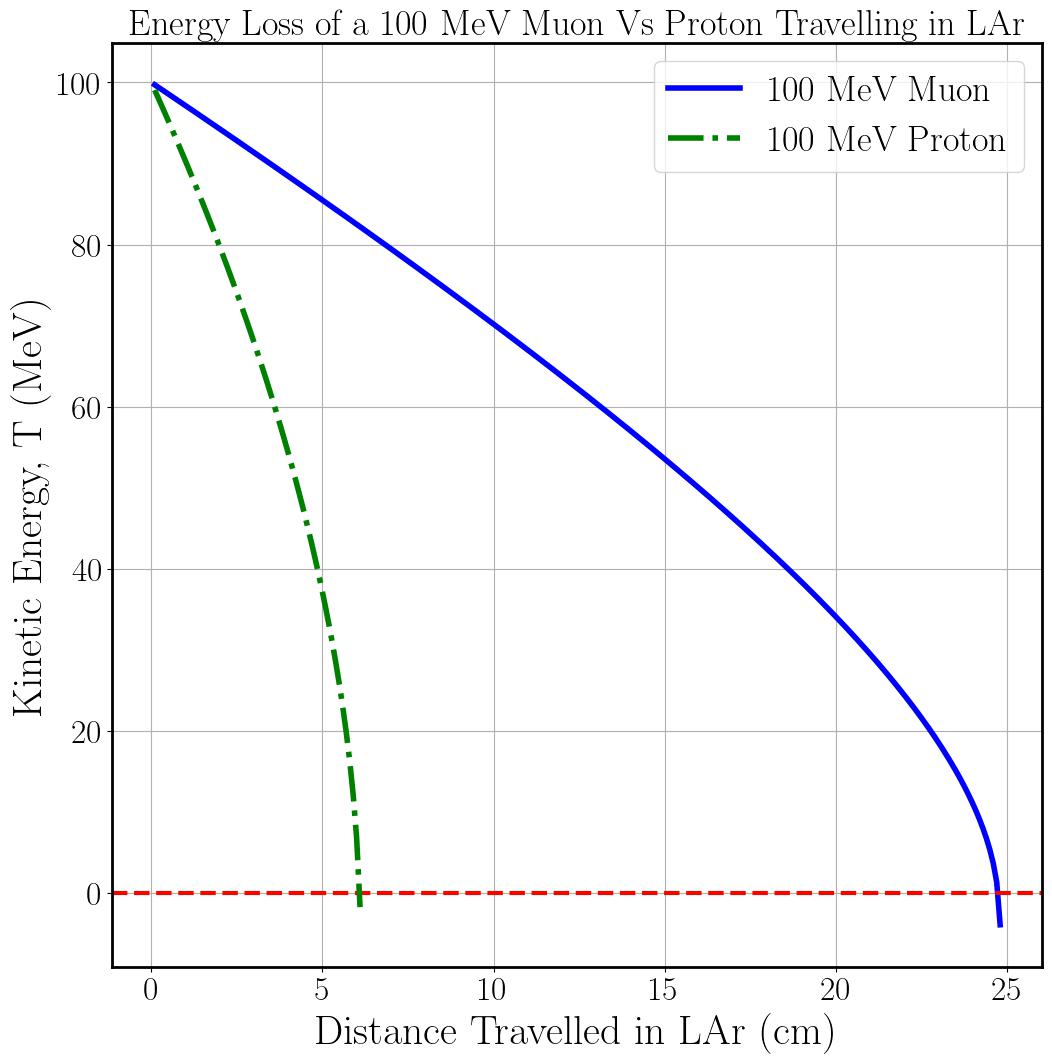 Energy Loss of a 100 MeV Muon Vs Proton Travelling in LAr
100 MeV Muon
100 MeV Proton
Kinetic Energy, T (MeV)
100
80
60
40
20
0
0 5 10 15 20 25
Distance Travelled in LAr (cm)